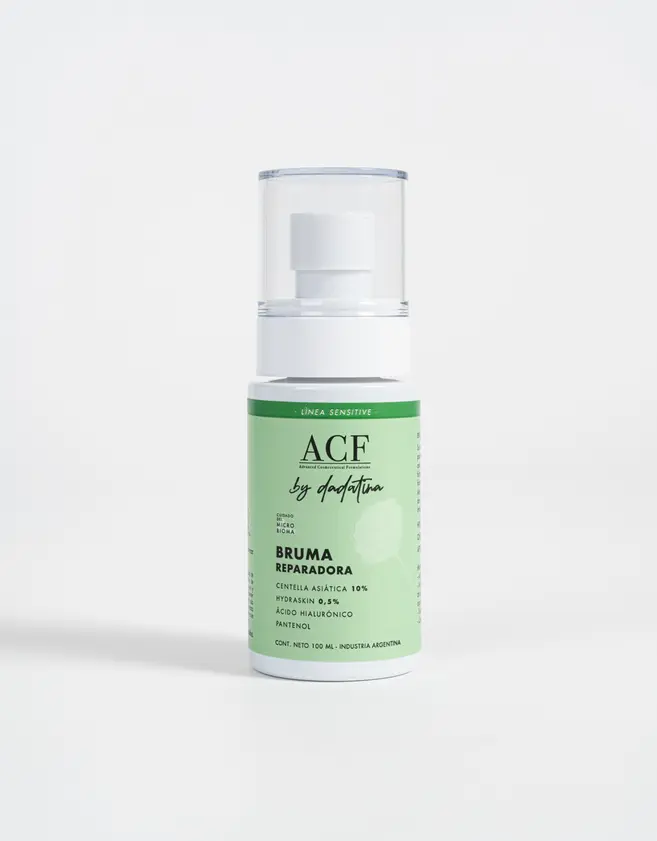 · LÍNEA SENSITIVE ·
ACF
Advanced Cosmeceutical Formulations
by dadatina
CUIDADO
DEL
MICRO
BIOMA
BRUMA
REPARADORA
CENTELLA ASIÁTICA 10%
HYDRASKIN 0,5%
ÁCIDO HIALURÓNICO
PANTENOL
CONT. NETO 100 ML - INDUSTRIA ARGENTINA